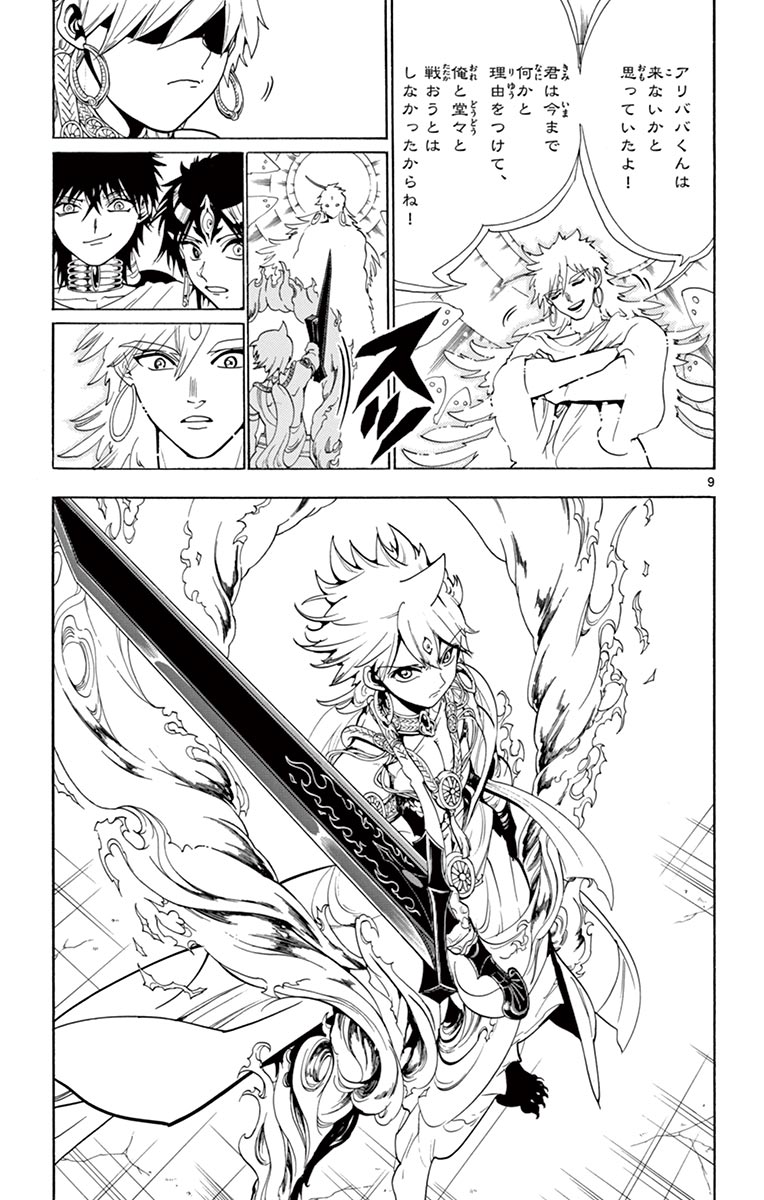 アリババくんは
来ないかと
思っていたよ！
君は今まで
何かと
理由をつけて、
俺と堂々と
戦おうとは
しなかったからね！
スッ
9